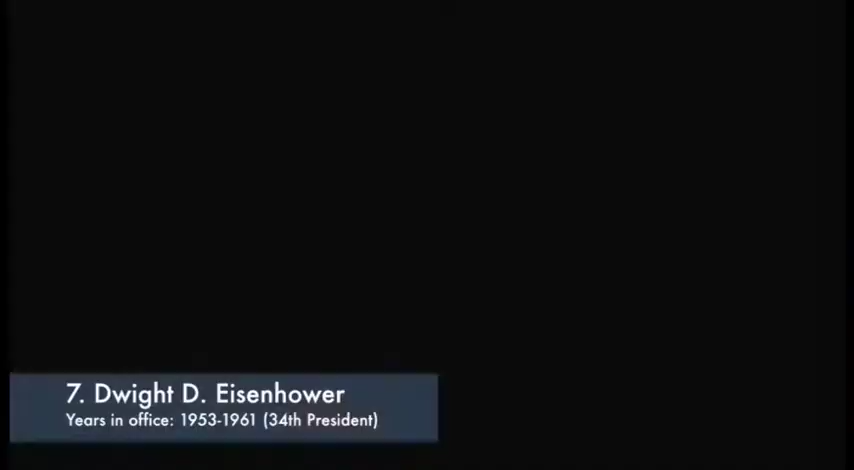 7. Dwight D. Eisenhower
Years in office: 1953-1961 (34th President)